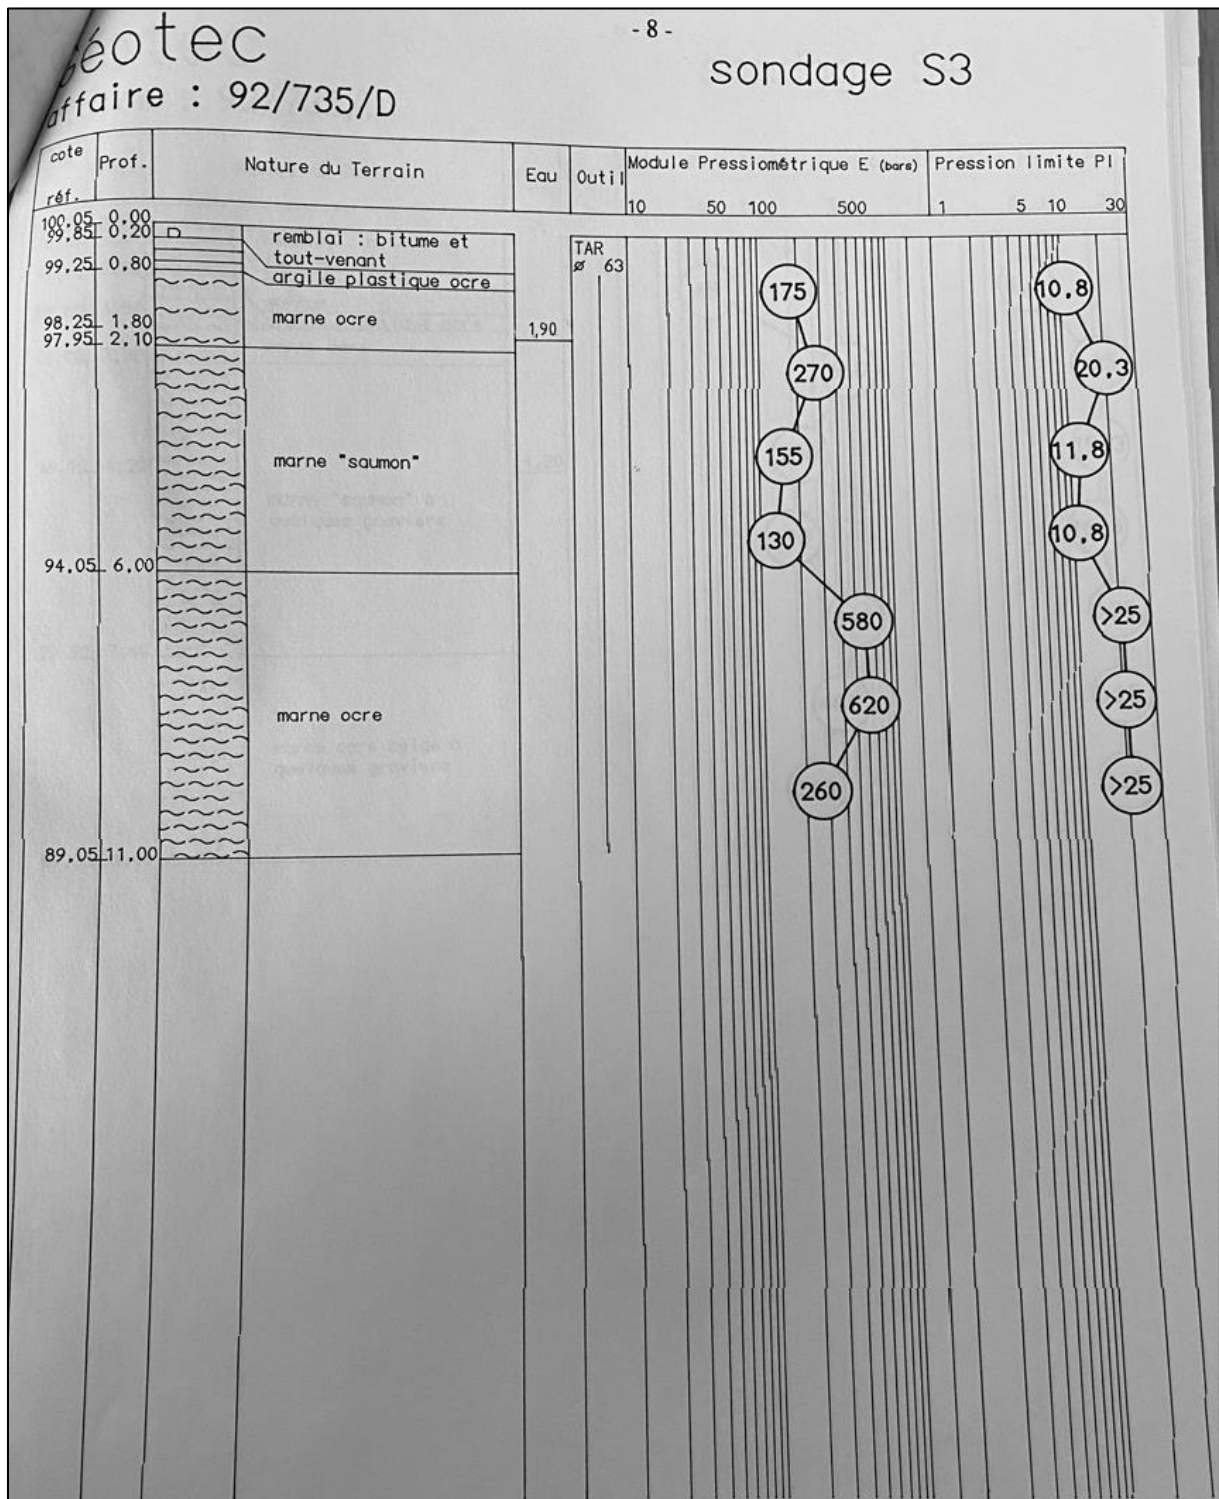 géotec
- 8 -
sondage S3
affaire : 92/735/D
cote réf.
Prof.
Nature du Terrain
Eau
Outil
Module Pressiométrique E (bars)
Pression limite Pl
10 50 100 500
1 5 10 30
100.05 0.00
99.85 0.20
remblai : bitume et
tout-venant
TAR
ø 63
99.25 0.80
argile plastique ocre
175
10.8
98.25 1.80
marne ocre
1,90
97.95 2.10
270
20.3
marne "saumon"
155
11.8
130
10.8
94.05 6.00
580
>25
marne ocre
620
>25
260
>25
89.05 11.00